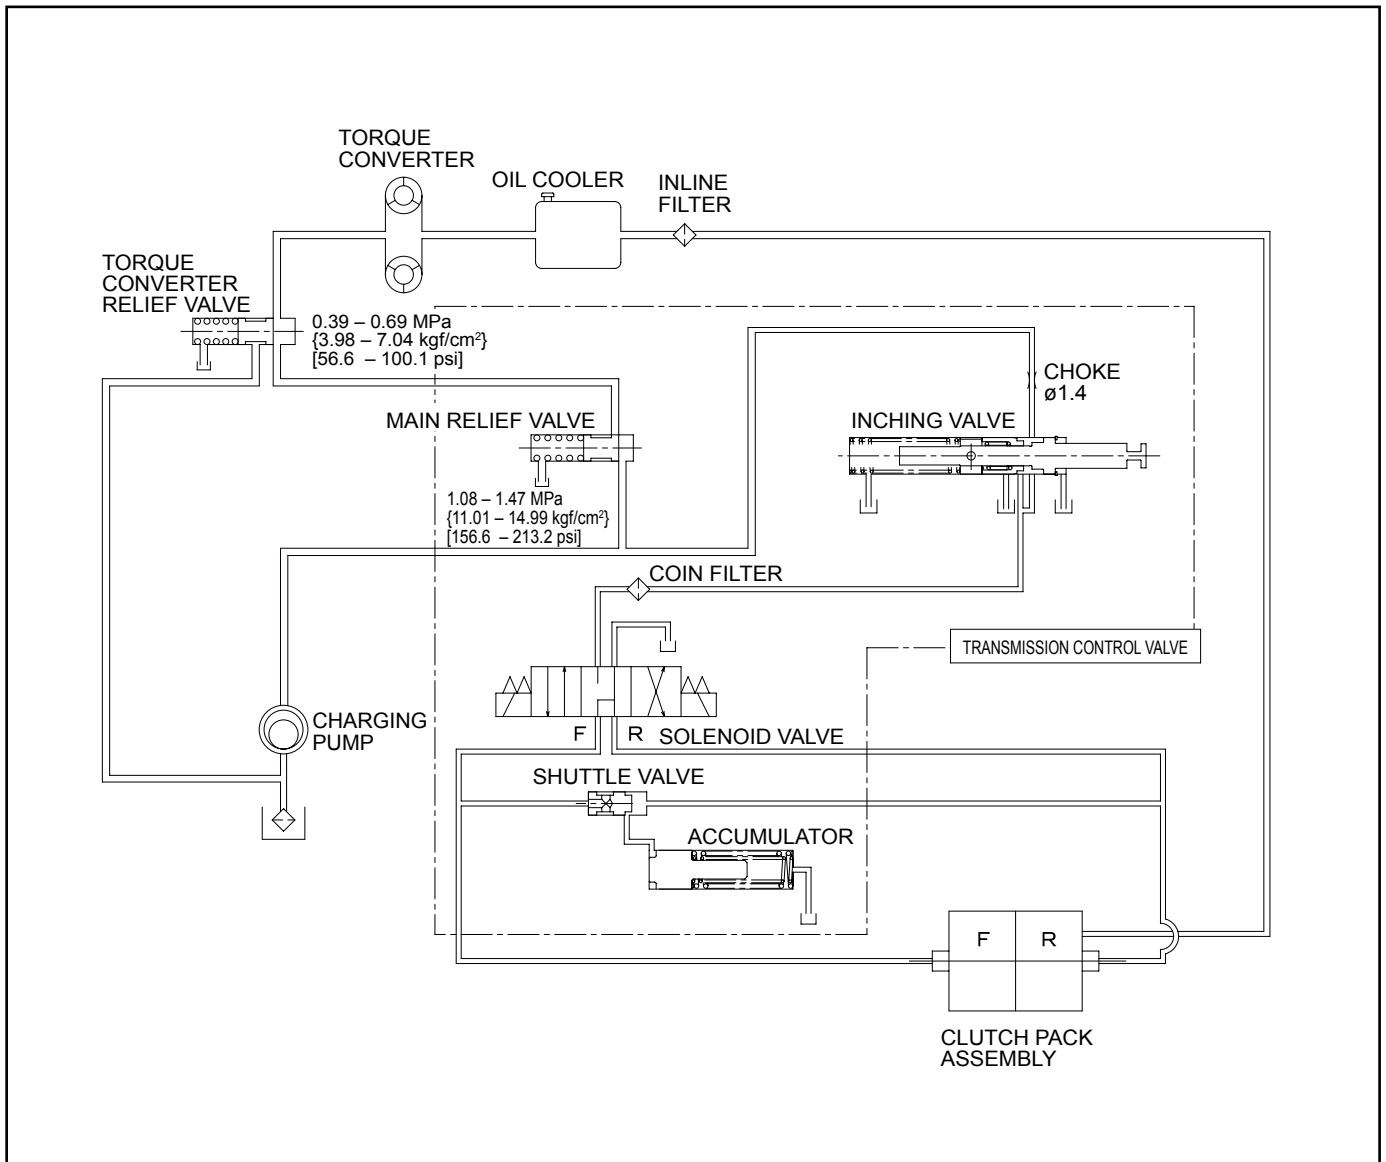 TORQUE
CONVERTER
OIL COOLER
INLINE
FILTER
TORQUE
CONVERTER
RELIEF VALVE
0.39 – 0.69 MPa
{3.98 – 7.04 kgf/cm²}
[56.6 – 100.1 psi]
CHOKE
ø1.4
MAIN RELIEF VALVE
INCHING VALVE
1.08 – 1.47 MPa
{11.01 – 14.99 kgf/cm²}
[156.6 – 213.2 psi]
COIN FILTER
TRANSMISSION CONTROL VALVE
CHARGING
PUMP
F R
SOLENOID VALVE
SHUTTLE VALVE
ACCUMULATOR
F R
CLUTCH PACK
ASSEMBLY